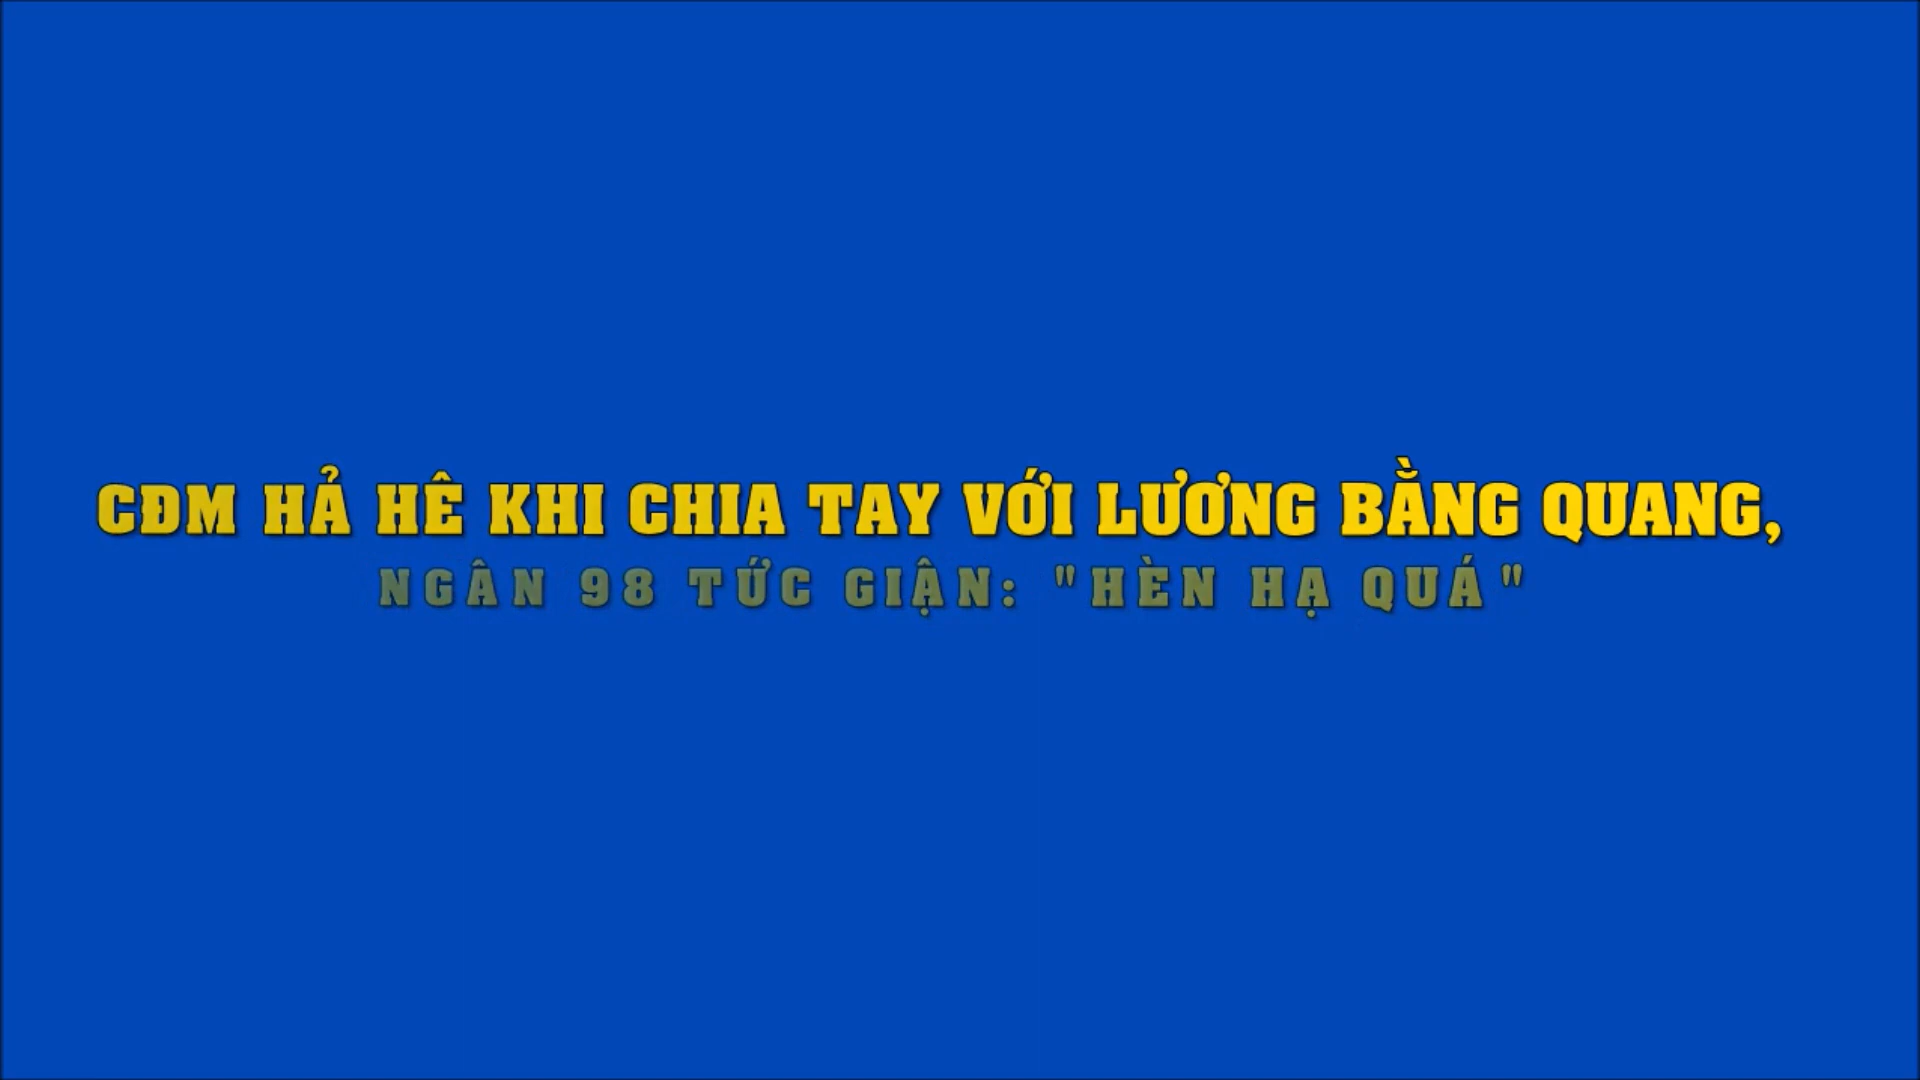 CĐM HẢ HÊ KHI CHIA TAY VỚI LƯƠNG BẰNG QUANG,
NGÂN 98 TỨC GIẬN: "HÈN HẠ QUÁ"